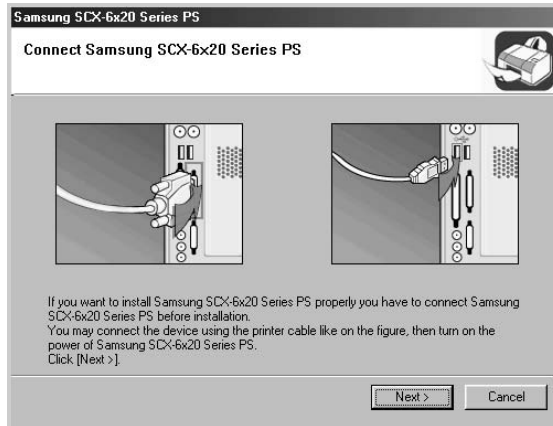 Samsung SCX-6x20 Series PS
Connect Samsung SCX-6x20 Series PS
If you want to install Samsung SCX-6x20 Series PS properly you have to connect Samsung
SCX-6x20 Series PS before installation.
You may connect the device using the printer cable like on the figure, then turn on the
power of Samsung SCX-6x20 Series PS.
Click [Next >].
Next >
Cancel